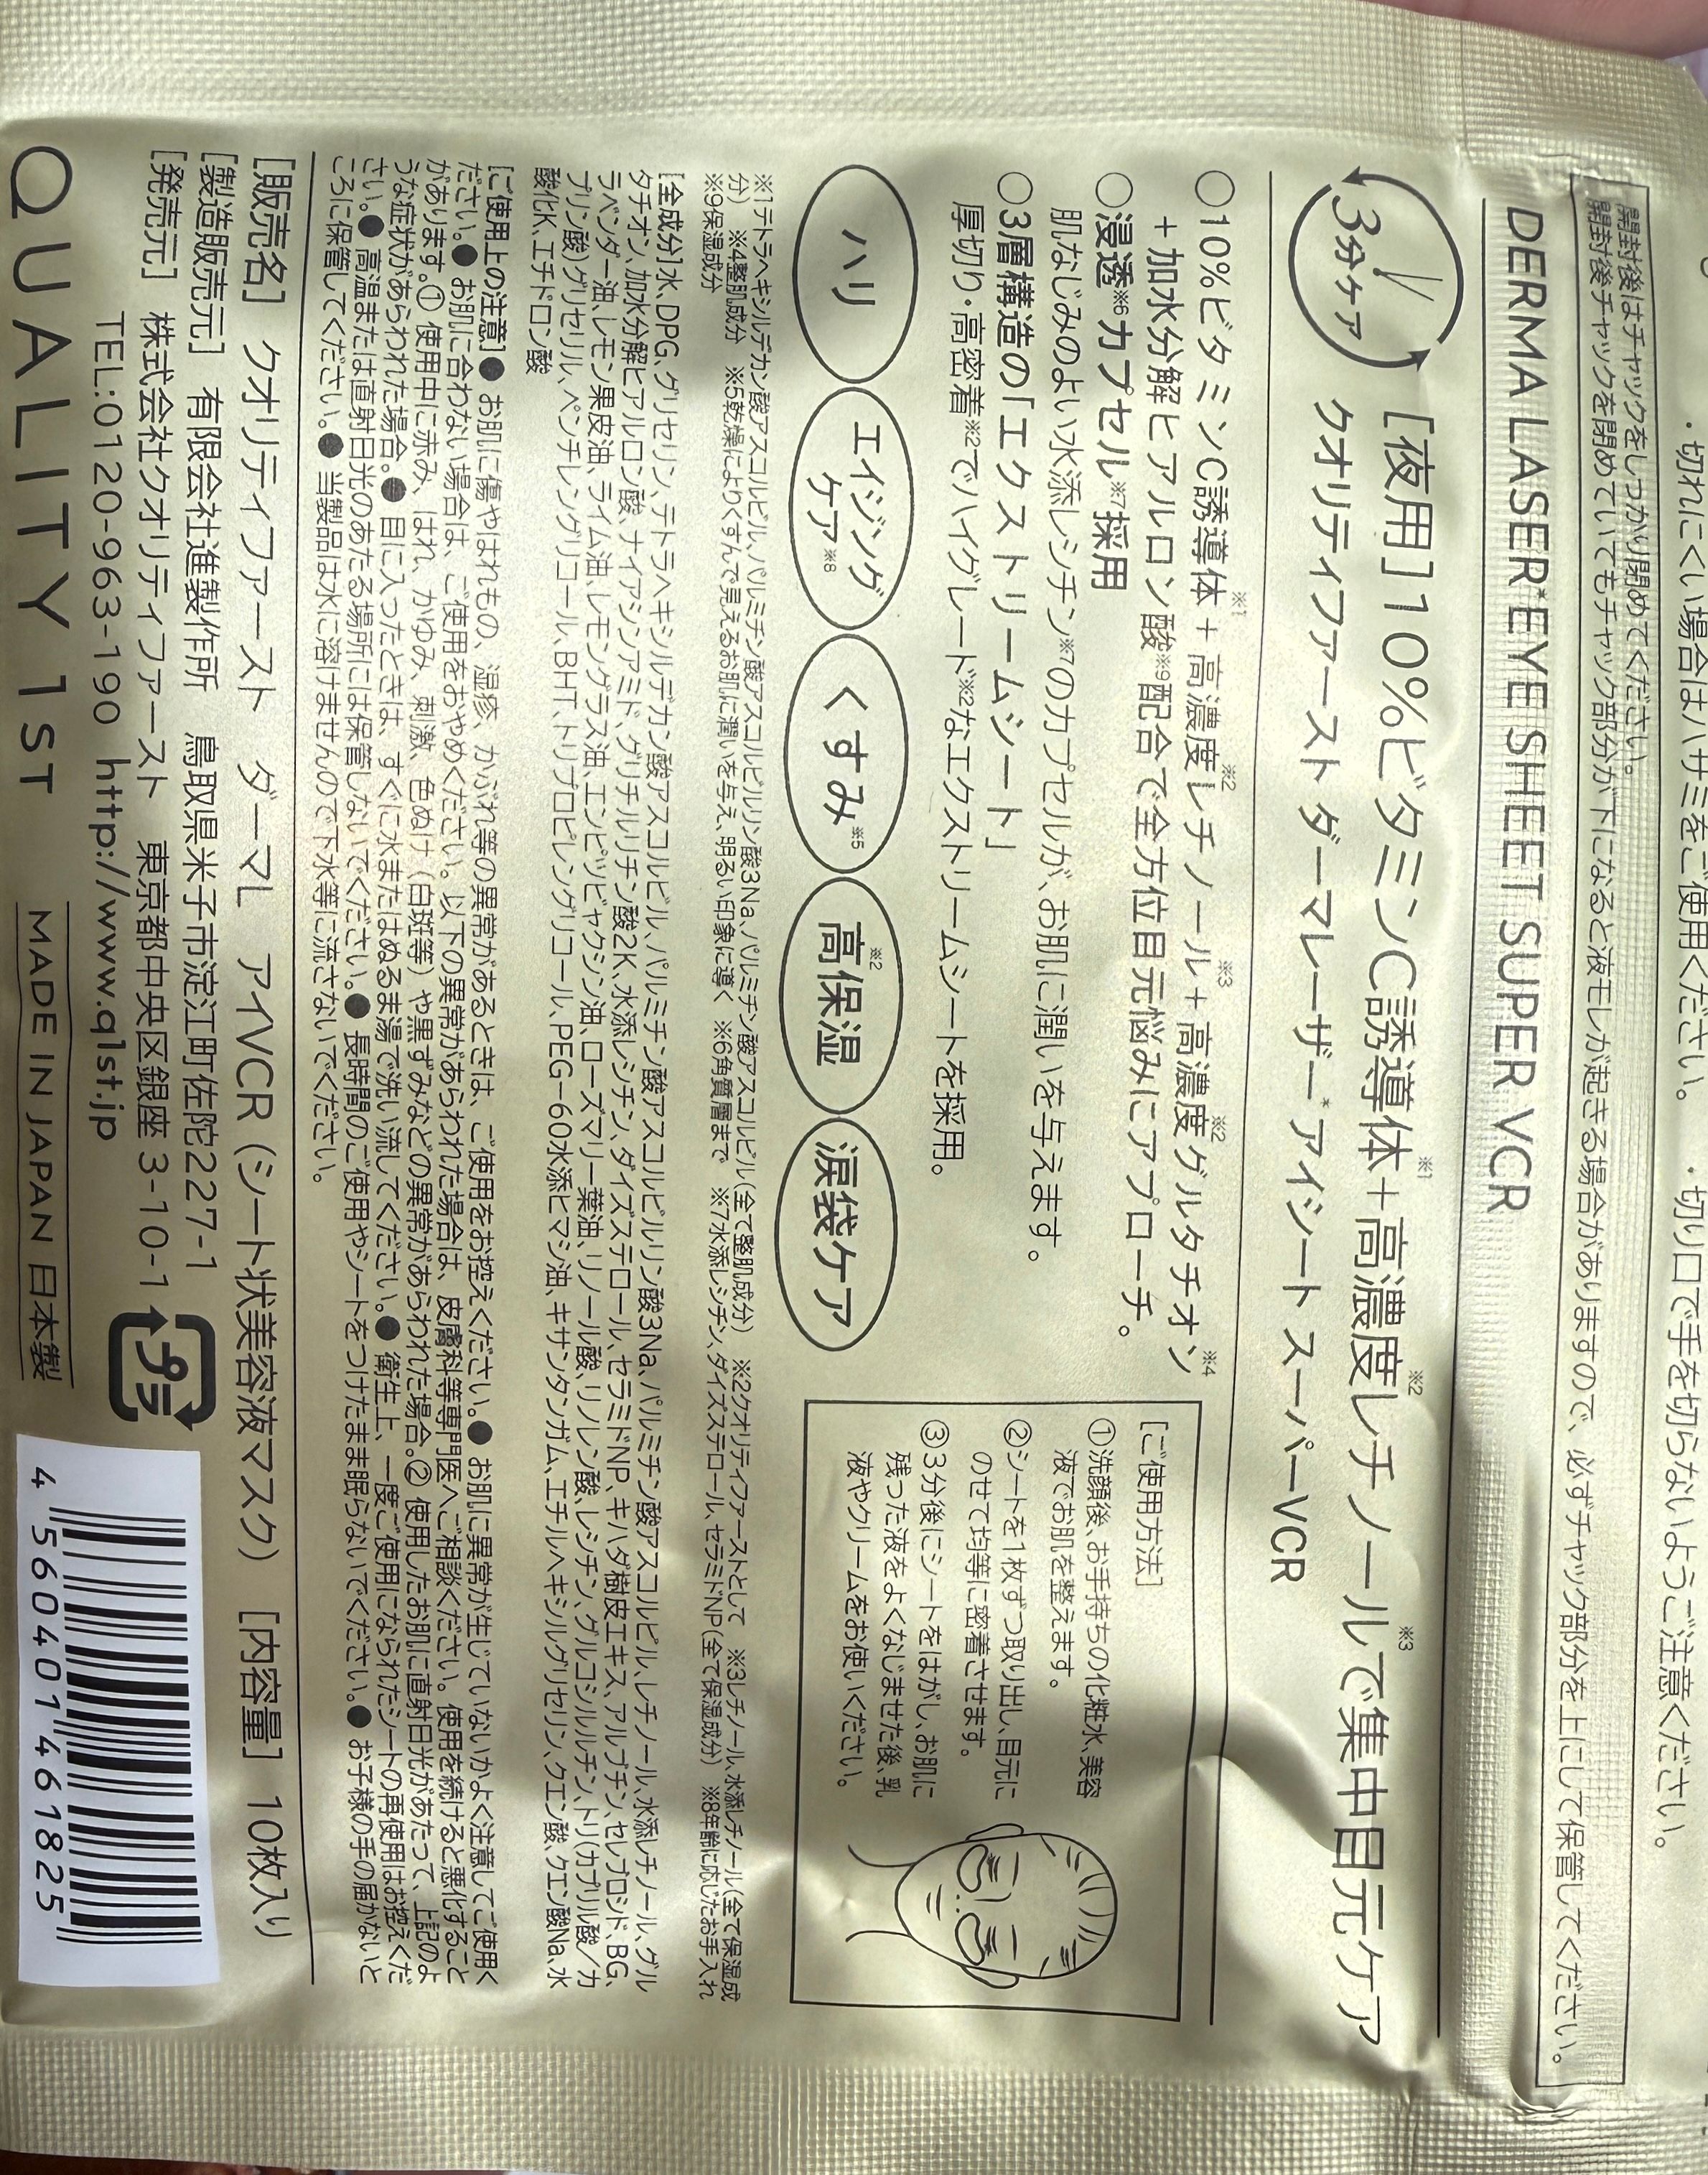 ・切れにくい場合はハサミをご使用ください。 ・切り口で手を切らないようご注意ください。
開封後はチャックをしっかり閉めてください。
開封後チャックを閉めていてもチャック部分が下になると液モレが起きる場合がありますので、必ずチャック部分を上にして保管してください。
DERMA LASER*EYE SHEET SUPER VCR
3分ケア
[夜用]10%ビタミンC誘導体※1+高濃度※2レチノール※3で集中目元ケア
クオリティファースト ダーマレーザー*アイシート スーパーVCR
○10%ビタミンC誘導体※1+高濃度※2レチノール※3+高濃度※2グルタチオン※4
+加水分解ヒアルロン酸※9配合で全方位目元悩みにアプローチ。
○浸透※6カプセル※7採用
肌なじみのよい水添レシチン※7のカプセルが、お肌に潤いを与えます。
○3層構造の「エクストリームシート」
厚切り・高密着※2でハイグレード※2なエクストリームシートを採用。
ハリ
エイジング
ケア※8
くすみ※5
高保湿※2
涙袋ケア
[ご使用方法]
①洗顔後、お手持ちの化粧水、美容
液でお肌を整えます。
②シートを1枚ずつ取り出し、目元に
のせて均等に密着させます。
③3分後にシートをはがし、お肌に
残った液をよくなじませた後、乳
液やクリームをお使いください。
※1テトラヘキシルデカン酸アスコルビル、パルミチン酸アスコルビルリン酸3Na、パルミチン酸アスコルビル(全て整肌成分) ※2クオリティファーストとして ※3レチノール、水添レチノール(全て保湿成
分) ※4整肌成分 ※5乾燥によりくすんで見えるお肌に潤いを与え、明るい印象に導く ※6角質層まで ※7水添レシチン、ダイズステロール、セラミドNP(全て保湿成分) ※8年齢に応じたお手入れ
※9保湿成分
[全成分]水、DPG、グリセリン、テトラヘキシルデカン酸アスコルビル、パルミチン酸アスコルビルリン酸3Na、パルミチン酸アスコルビル、レチノール、水添レチノール、グル
タチオン、加水分解ヒアルロン酸、ナイアシンアミド、グリチルリチン酸2K、水添レシチン、ダイズステロール、セラミドNP、キハダ樹皮エキス、アルブチン、セレブロシド、BG、
ラベンダー油、レモン果皮油、ライム油、レモングラス油、エンピツビャクシン油、ローズマリー葉油、リノール酸、リノレン酸、レシチン、グルコシルルチン、トリ(カプリル酸/カ
プリン酸)グリセリル、ペンチレングリコール、BHT、トリプロピレングリコール、PEG-60水添ヒマシ油、キサンタンガム、エチルヘキシルグリセリン、クエン酸、クエン酸Na、水
酸化K、エチドロン酸
[ご使用上の注意]● お肌に傷やはれもの、湿疹、かぶれ等の異常があるときは、ご使用をお控えください。● お肌に異常が生じていないかよく注意してご使用く
ださい。● お肌に合わない場合は、ご使用をおやめください。以下の異常があらわれた場合は、皮膚科等専門医へご相談ください。使用を続けると悪化すること
があります。① 使用中に赤み、はれ、かゆみ、刺激、色ぬけ(白斑等)や黒ずみなどの異常があらわれた場合。② 使用したお肌に直射日光があたって、上記のよ
うな症状があらわれた場合。● 目に入ったときは、すぐに水またはぬるま湯で洗い流してください。● 衛生上、一度ご使用になられたシートの再使用はお控えくだ
さい。● 高温または直射日光のあたる場所には保管しないでください。● 長時間のご使用やシートをつけたまま眠らないでください。● お子様の手の届かないと
ころに保管してください。● 当製品は水に溶けませんので下水等に流さないでください。
[販売名] クオリティファースト ダーマL アイVCR(シート状美容液マスク) [内容量] 10枚入り
[製造販売元] 有限会社進製作所 鳥取県米子市淀江町佐陀2227-1
[発売元] 株式会社クオリティファースト 東京都中央区銀座 3-10-1
TEL:0120-963-190 http://www.q1st.jp
プラ
QUALITY 1ST
MADE IN JAPAN 日本製
4 560401 461825